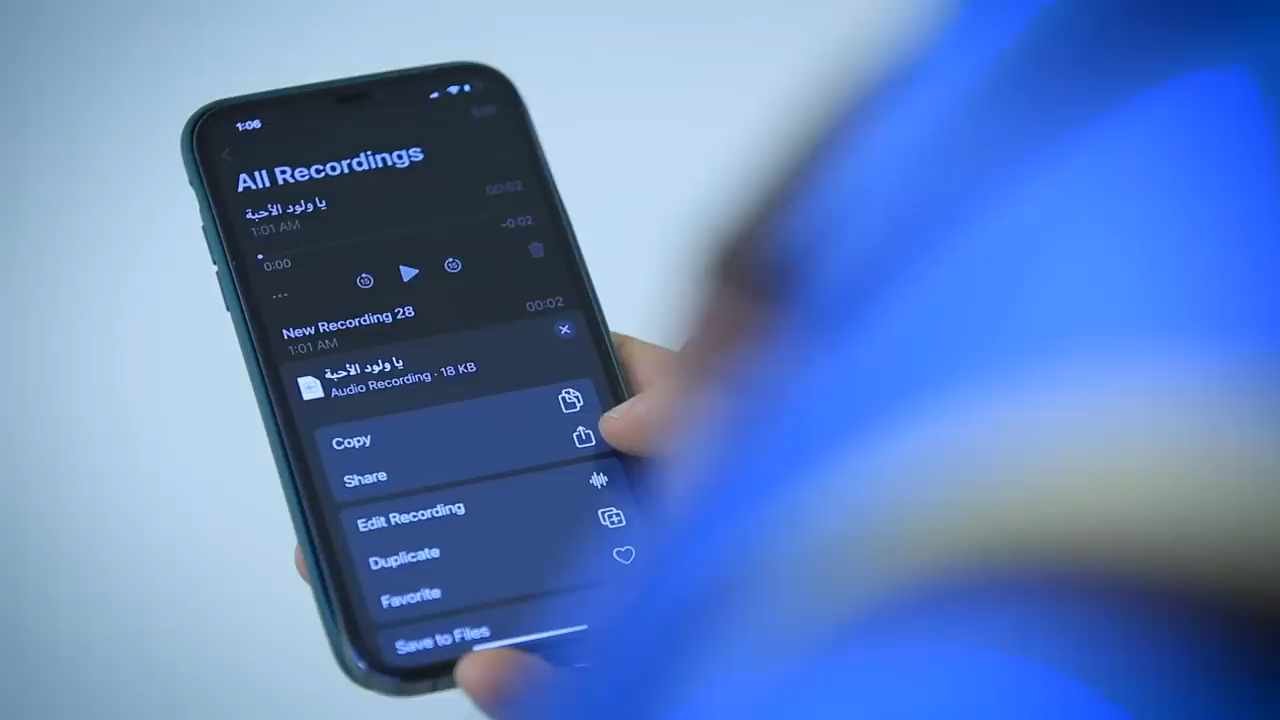 1:06
All Recordings
يا ولود الأحبة
00:02
1:01 AM
-0:02
0:00
15
15
New Recording 28
00:02
1:01 AM
يا ولود الأحبة
Audio Recording · 18 KB
Copy
Share
Edit Recording
Duplicate
Favorite
Save to Files